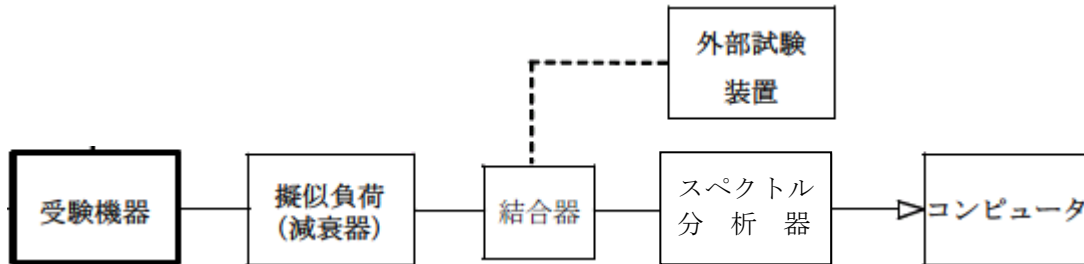 外部試験
装置
受験機器
擬似負荷
(減衰器)
結合器
スペクトル
分 析 器
コンピュータ